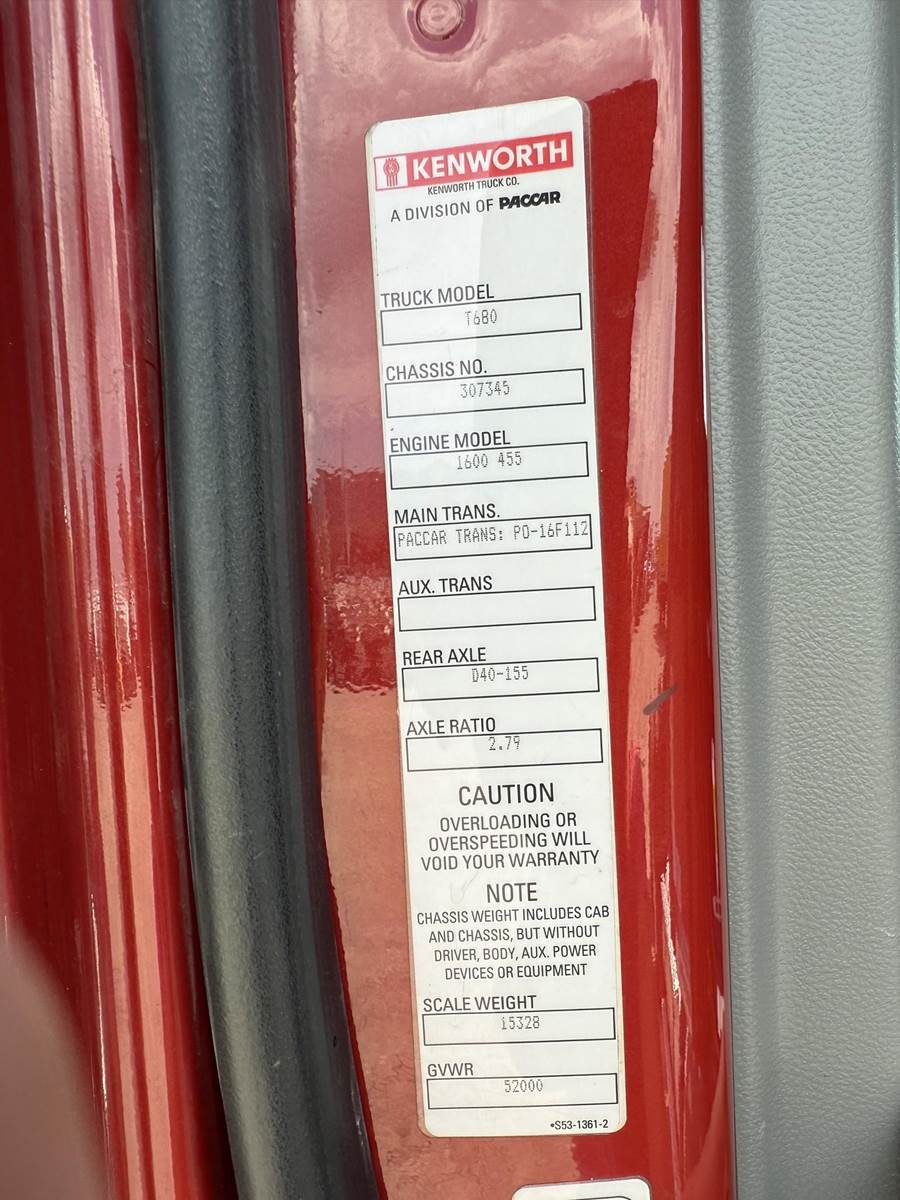 KENWORTH
KENWORTH TRUCK CO.
A DIVISION OF PACCAR
TRUCK MODEL
T680
CHASSIS NO.
307345
ENGINE MODEL
1600 455
MAIN TRANS.
PACCAR TRANS: PO-16F112
AUX. TRANS
REAR AXLE
D40-155
AXLE RATIO
2.79
CAUTION
OVERLOADING OR
OVERSPEEDING WILL
VOID YOUR WARRANTY
NOTE
CHASSIS WEIGHT INCLUDES CAB
AND CHASSIS, BUT WITHOUT
DRIVER, BODY, AUX. POWER
DEVICES OR EQUIPMENT
SCALE WEIGHT
15328
GVWR
52000
•S53-1361-2